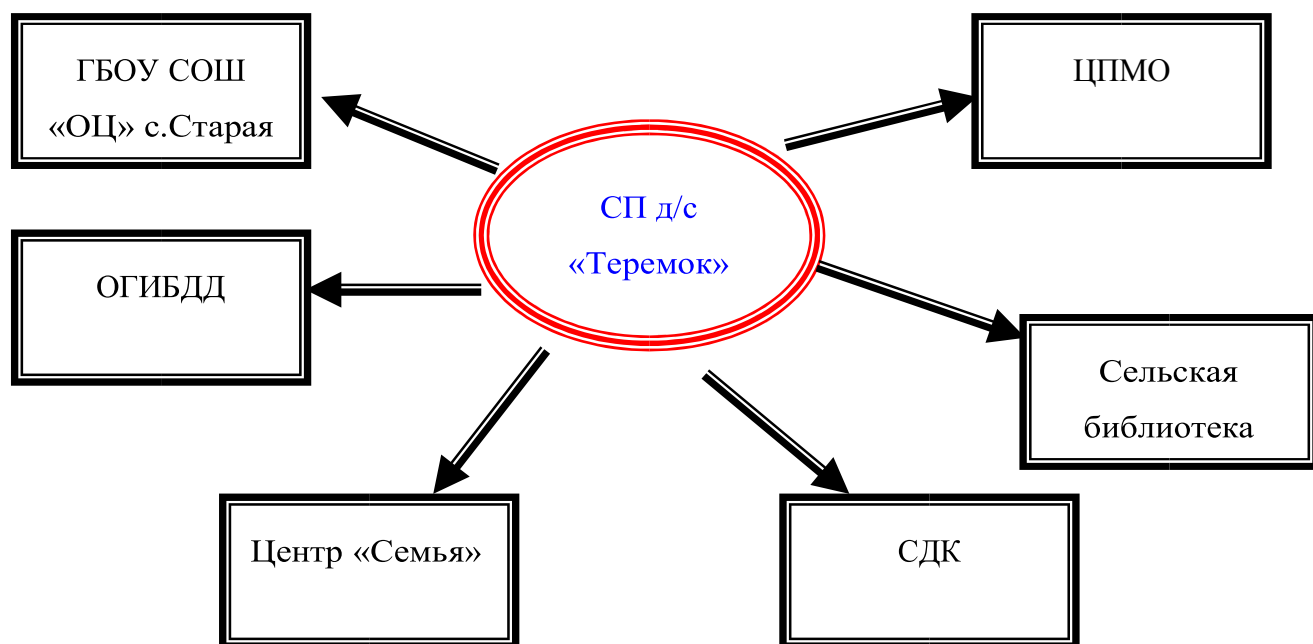 ГБОУ СОШ
«ОЦ» с.Старая
ЦПМО
СП д/с
«Теремок»
ОГИБДД
Сельская
библиотека
Центр «Семья»
СДК